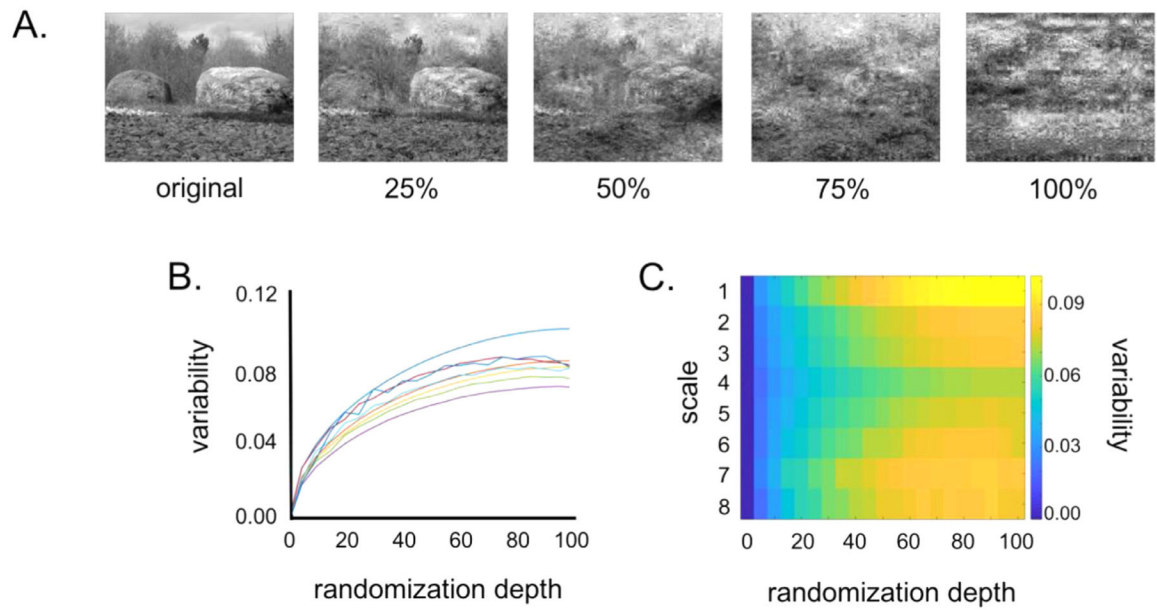 A.
original 25% 50% 75% 100%
B.
0.12
0.08
0.04
0.00
variability
0 20 40 60 80 100
randomization depth
C.
scale
1
2
3
4
5
6
7
8
0 20 40 60 80 100
randomization depth
0.09
0.06
0.03
0.00
variability